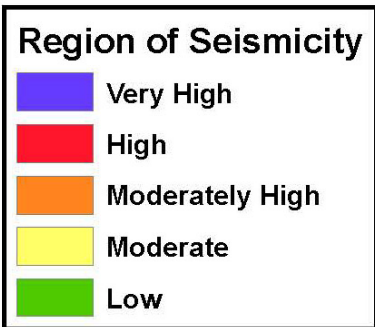 Region of Seismicity
Very High
High
Moderately High
Moderate
Low